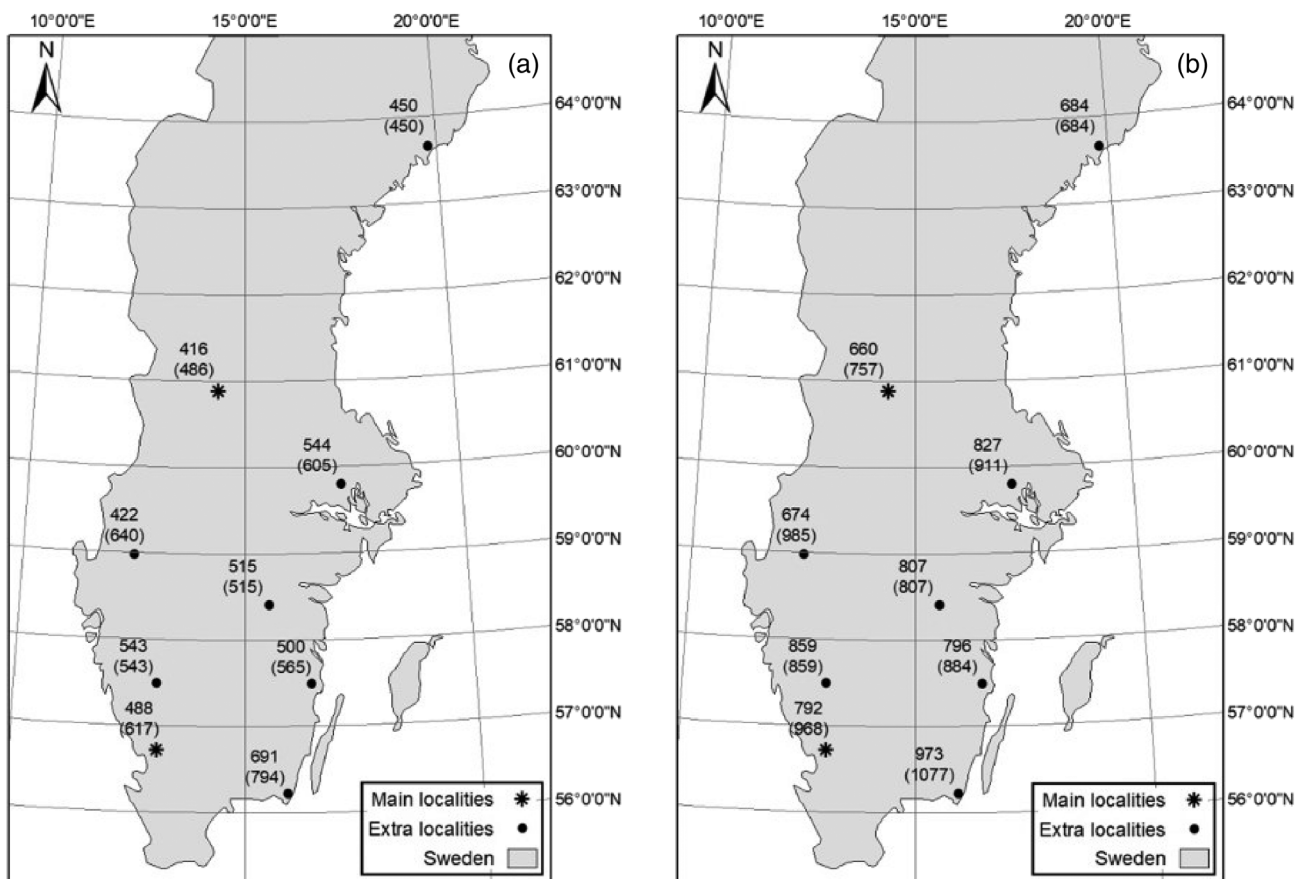 10°0'0"E 15°0'0"E 20°0'0"E
N
(a)
64°0'0"N
450
(450)
63°0'0"N
62°0'0"N
61°0'0"N
416
(486)
60°0'0"N
544
(605)
59°0'0"N
422
(640)
515
(515)
58°0'0"N
543
(543)
500
(565)
57°0'0"N
488
(617)
691
(794)
56°0'0"N
Main localities
Extra localities
Sweden
10°0'0"E 15°0'0"E 20°0'0"E
N
(b)
64°0'0"N
684
(684)
63°0'0"N
62°0'0"N
61°0'0"N
660
(757)
60°0'0"N
827
(911)
59°0'0"N
674
(985)
807
(807)
58°0'0"N
859
(859)
796
(884)
57°0'0"N
792
(968)
973
(1077)
56°0'0"N
Main localities
Extra localities
Sweden